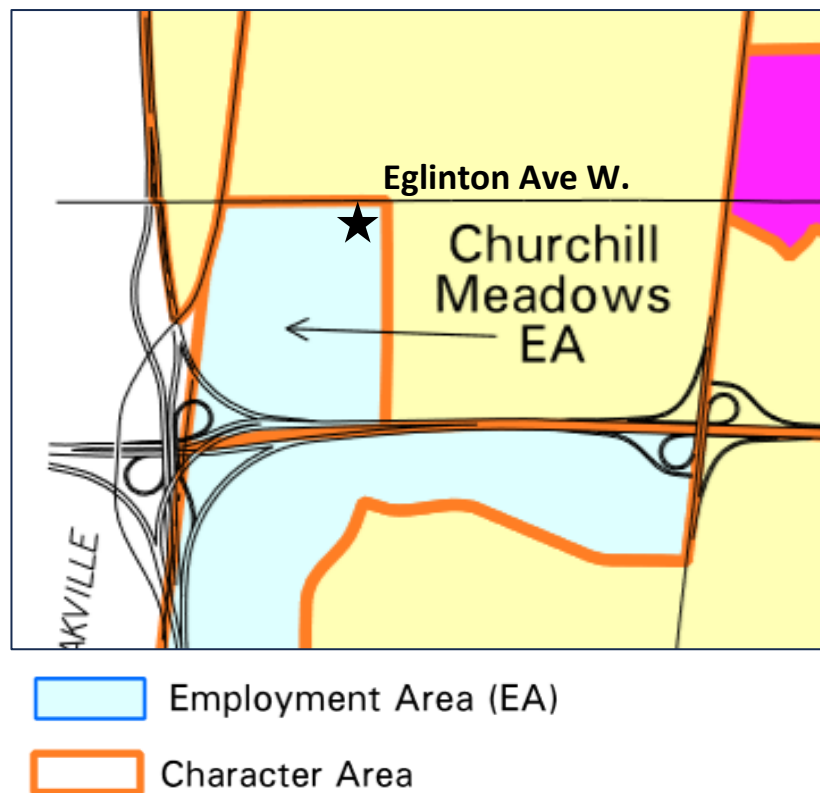 Eglinton Ave W.
Churchill
Meadows
EA
AKVILLE
Employment Area (EA)
Character Area